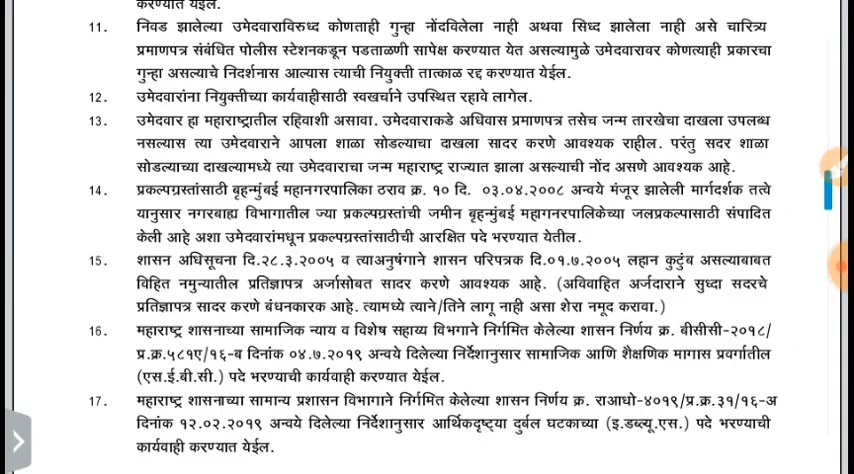 करण्यात येईल.
11. निवड झालेल्या उमेदवाराविरुध्द कोणताही गुन्हा नोंदविलेला नाही अथवा सिध्द झालेला नाही असे चारित्र्य
प्रमाणपत्र संबंधित पोलीस स्टेशनकडून पडताळणी सापेक्ष करण्यात येत असल्यामुळे उमेदवारावर कोणत्याही प्रकारचा
गुन्हा असल्याचे निदर्शनास आल्यास त्याची नियुक्ती तात्काळ रद्द करण्यात येईल.
12. उमेदवारांना नियुक्तीच्या कार्यवाहीसाठी स्वखर्चाने उपस्थित रहावे लागेल.
13. उमेदवार हा महाराष्ट्रातील रहिवाशी असावा. उमेदवाराकडे अधिवास प्रमाणपत्र तसेच जन्म तारखेचा दाखला उपलब्ध
नसल्यास त्या उमेदवाराने आपला शाळा सोडल्याचा दाखला सादर करणे आवश्यक राहील. परंतु सदर शाळा
सोडल्याच्या दाखल्यामध्ये त्या उमेदवाराचा जन्म महाराष्ट्र राज्यात झाला असल्याची नोंद असणे आवश्यक आहे.
14. प्रकल्पग्रस्तांसाठी बृहन्मुंबई महानगरपालिका ठराव क्र. १० दि. ०३.०४.२००८ अन्वये मंजूर झालेली मार्गदर्शक तत्वे
यानुसार नगरबाह्य विभागातील ज्या प्रकल्पग्रस्तांची जमीन बृहन्मुंबई महागनरपालिकेच्या जलप्रकल्पासाठी संपादित
केली आहे अशा उमेदवारांमधून प्रकल्पग्रस्तांसाठीची आरक्षित पदे भरण्यात येतील.
15. शासन अधिसूचना दि.२८.३.२००५ व त्याअनुषंगाने शासन परिपत्रक दि.०१.७.२००५ लहान कुटुंब असल्याबाबत
विहित नमुन्यातील प्रतिज्ञापत्र अर्जासोबत सादर करणे आवश्यक आहे. (अविवाहित अर्जदाराने सुध्दा सदरचे
प्रतिज्ञापत्र सादर करणे बंधनकारक आहे. त्यामध्ये त्याने/तिने लागू नाही असा शेरा नमूद करावा.)
16. महाराष्ट्र शासनाच्या सामाजिक न्याय व विशेष सहाय्य विभगाने निर्गमित केलेल्या शासन निर्णय क्र. बीसीसी-२०१८/
प्र.क्र.५८१ए/१६-ब दिनांक ०४.७.२०१९ अन्वये दिलेल्या निर्देशानुसार सामाजिक आणि शैक्षणिक मागास प्रवर्गातील
(एस.ई.बी.सी.) पदे भरण्याची कार्यवाही करण्यात येईल.
17. महाराष्ट्र शासनाच्या सामान्य प्रशासन विभागाने निर्गमित केलेल्या शासन निर्णय क्र. राआधो-४०१९/प्र.क्र.३१/१६-अ
दिनांक १२.०२.२०१९ अन्वये दिलेल्या निर्देशानुसार आर्थिकदृष्ट्या दुर्बल घटकाच्या (इ.डब्ल्यू.एस.) पदे भरण्याची
कार्यवाही करण्यात येईल.